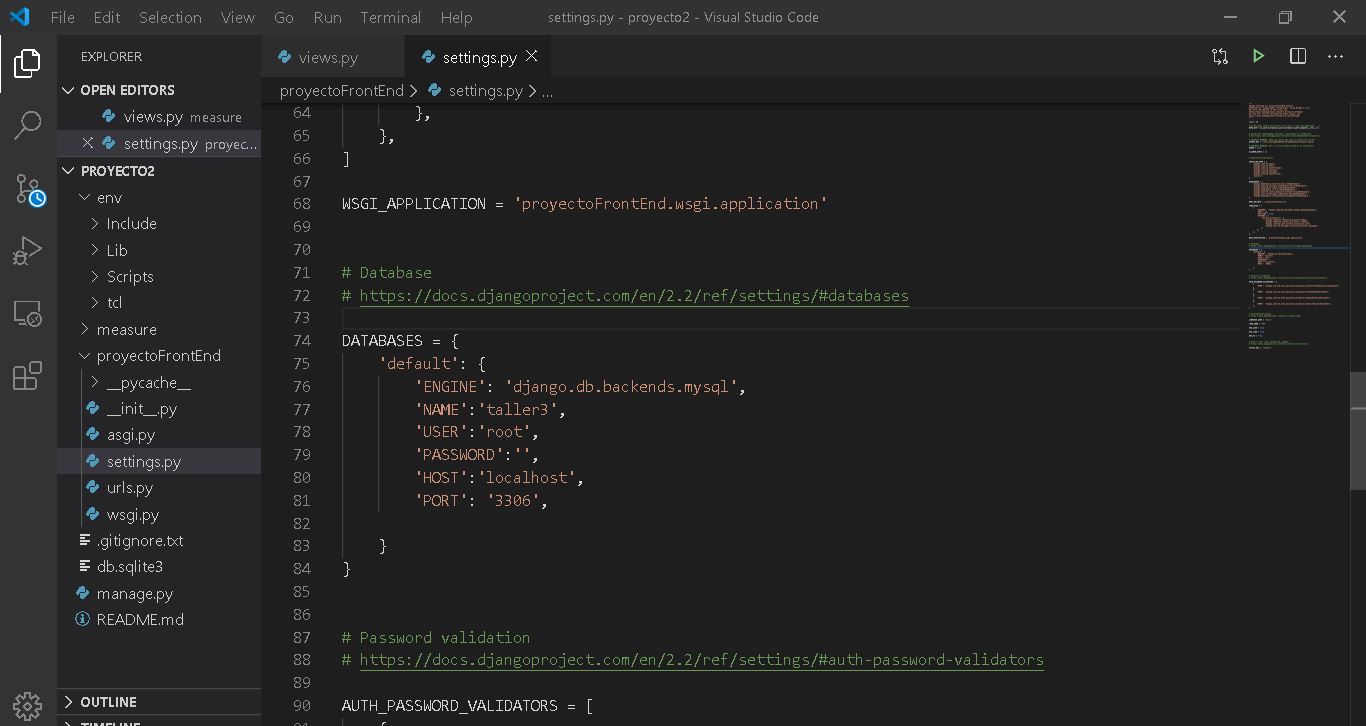 File Edit Selection View Go Run Terminal Help settings.py - proyecto2 - Visual Studio Code
EXPLORER
OPEN EDITORS
views.py measure
settings.py proyec...
PROYECTO2
env
Include
Lib
Scripts
tcl
measure
proyectoFrontEnd
__pycache__
__init__.py
asgi.py
settings.py
urls.py
wsgi.py
.gitignore.txt
db.sqlite3
manage.py
README.md
OUTLINE
TIMELINE
views.py settings.py
proyectoFrontEnd > settings.py > ...
64 },
65 },
66 ]
67
68 WSGI_APPLICATION = 'proyectoFrontEnd.wsgi.application'
69
70
71 # Database
72 # https://docs.djangoproject.com/en/2.2/ref/settings/#databases
73
74 DATABASES = {
75 'default': {
76 'ENGINE': 'django.db.backends.mysql',
77 'NAME':'taller3',
78 'USER':'root',
79 'PASSWORD':'',
80 'HOST':'localhost',
81 'PORT': '3306',
82
83 }
84 }
85
86
87 # Password validation
88 # https://docs.djangoproject.com/en/2.2/ref/settings/#auth-password-validators
89
90 AUTH_PASSWORD_VALIDATORS = [